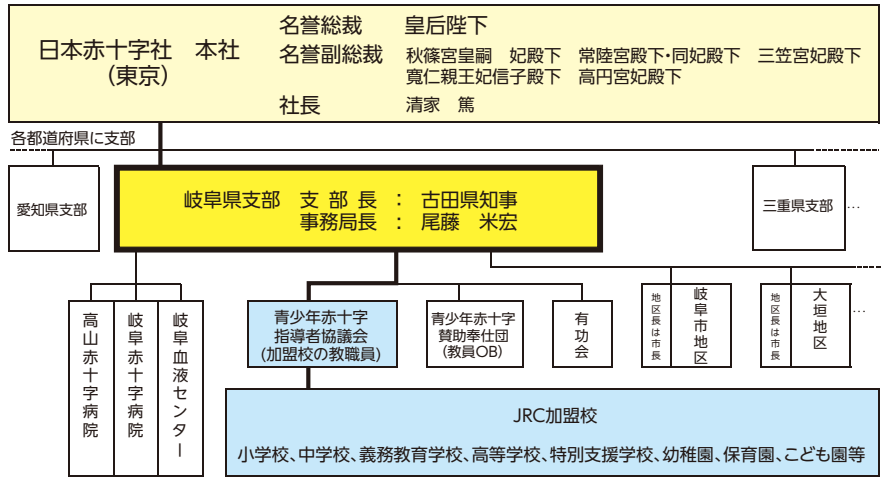 日本赤十字社　本社
(東京)
名誉総裁　皇后陛下
名誉副総裁　秋篠宮皇嗣　妃殿下　常陸宮殿下・同妃殿下　三笠宮妃殿下
寬仁親王妃信子殿下　高円宮妃殿下
社長　清家　篤
各都道府県に支部
愛知県支部
岐阜県支部　支部長：古田県知事
事務局長：尾藤　米宏
三重県支部
…
高山赤十字病院
岐阜赤十字病院
岐阜血液センター
青少年赤十字
指導者協議会
(加盟校の教職員)
青少年赤十字
賛助奉仕団
(教員OB)
有功会
岐阜市地区
地区長は市長
大垣地区
地区長は市長
…
JRC加盟校
小学校、中学校、義務教育学校、高等学校、特別支援学校、幼稚園、保育園、こども園等